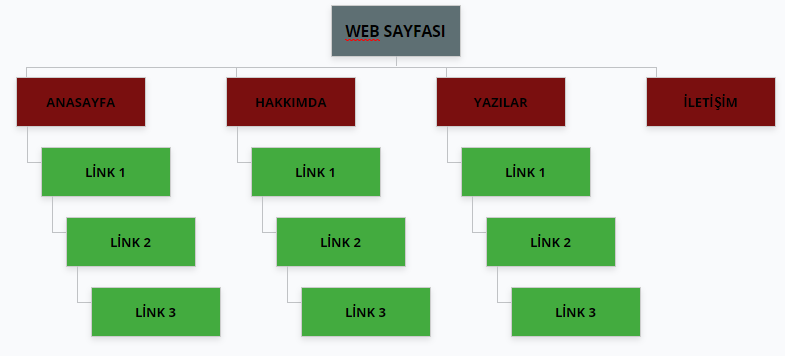 WEB SAYFASI
ANASAYFA
HAKKIMDA
YAZILAR
İLETİŞİM
LİNK 1
LİNK 1
LİNK 1
LİNK 2
LİNK 2
LİNK 2
LİNK 3
LİNK 3
LİNK 3